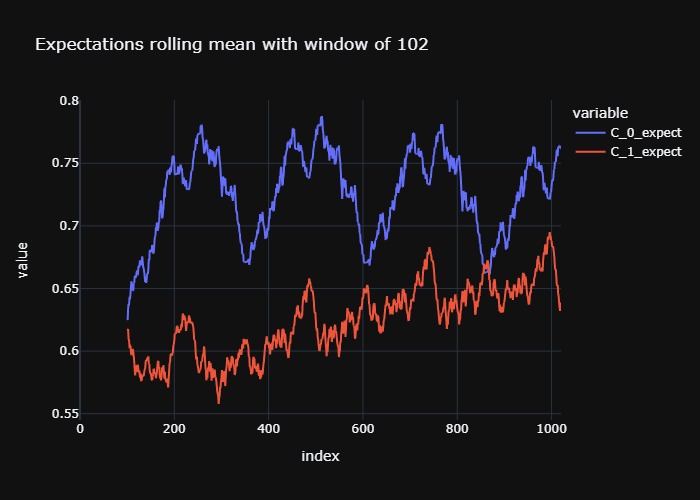 Expectations rolling mean with window of 102
0.8
0.75
0.7
0.65
0.6
0.55
value
0
200
400
600
800
1000
index
variable
C_0_expect
C_1_expect